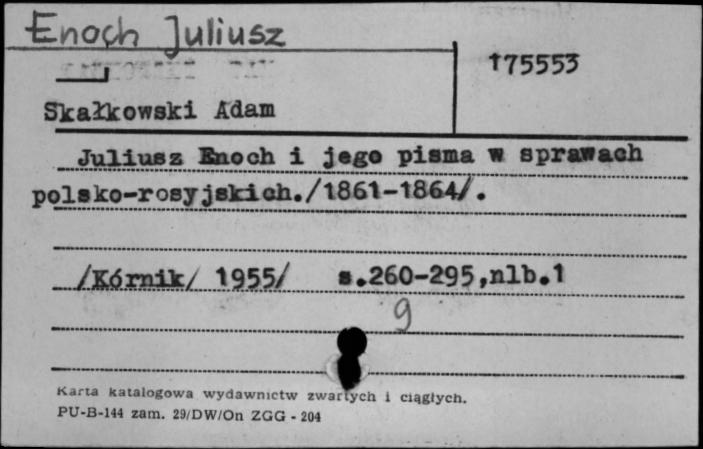 Enoch Juliusz
175553
Skałkowski Adam
Juliusz Enoch i jego pisma w sprawach
polsko-rosyjskich./1861-1864/.
/Kórnik/ 1955/ s.260-295,nlb.1
9
Karta katalogowa wydawnictw zwartych i ciągłych.
PU-B-144 zam. 29/DW/On ZGG - 204